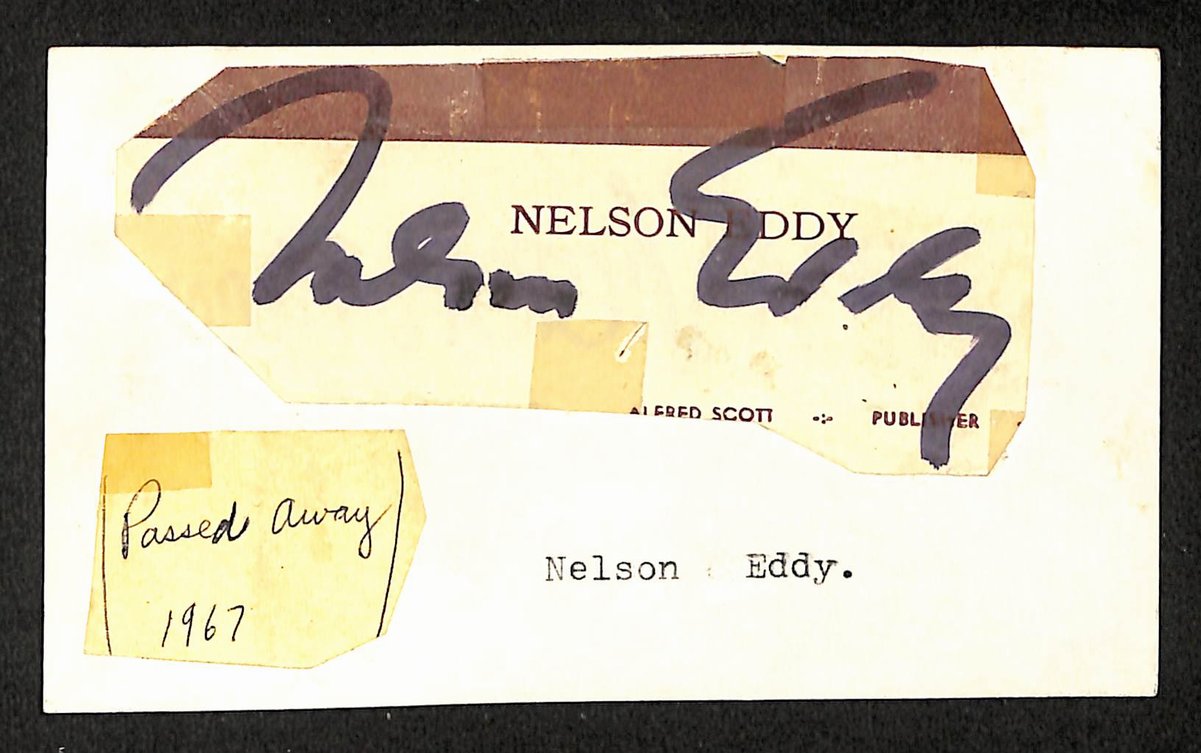 Nelson Eddy
NELSON EDDY
ALFRED SCOTT -:- PUBLISHER
(Passed away
1967)
Nelson Eddy.